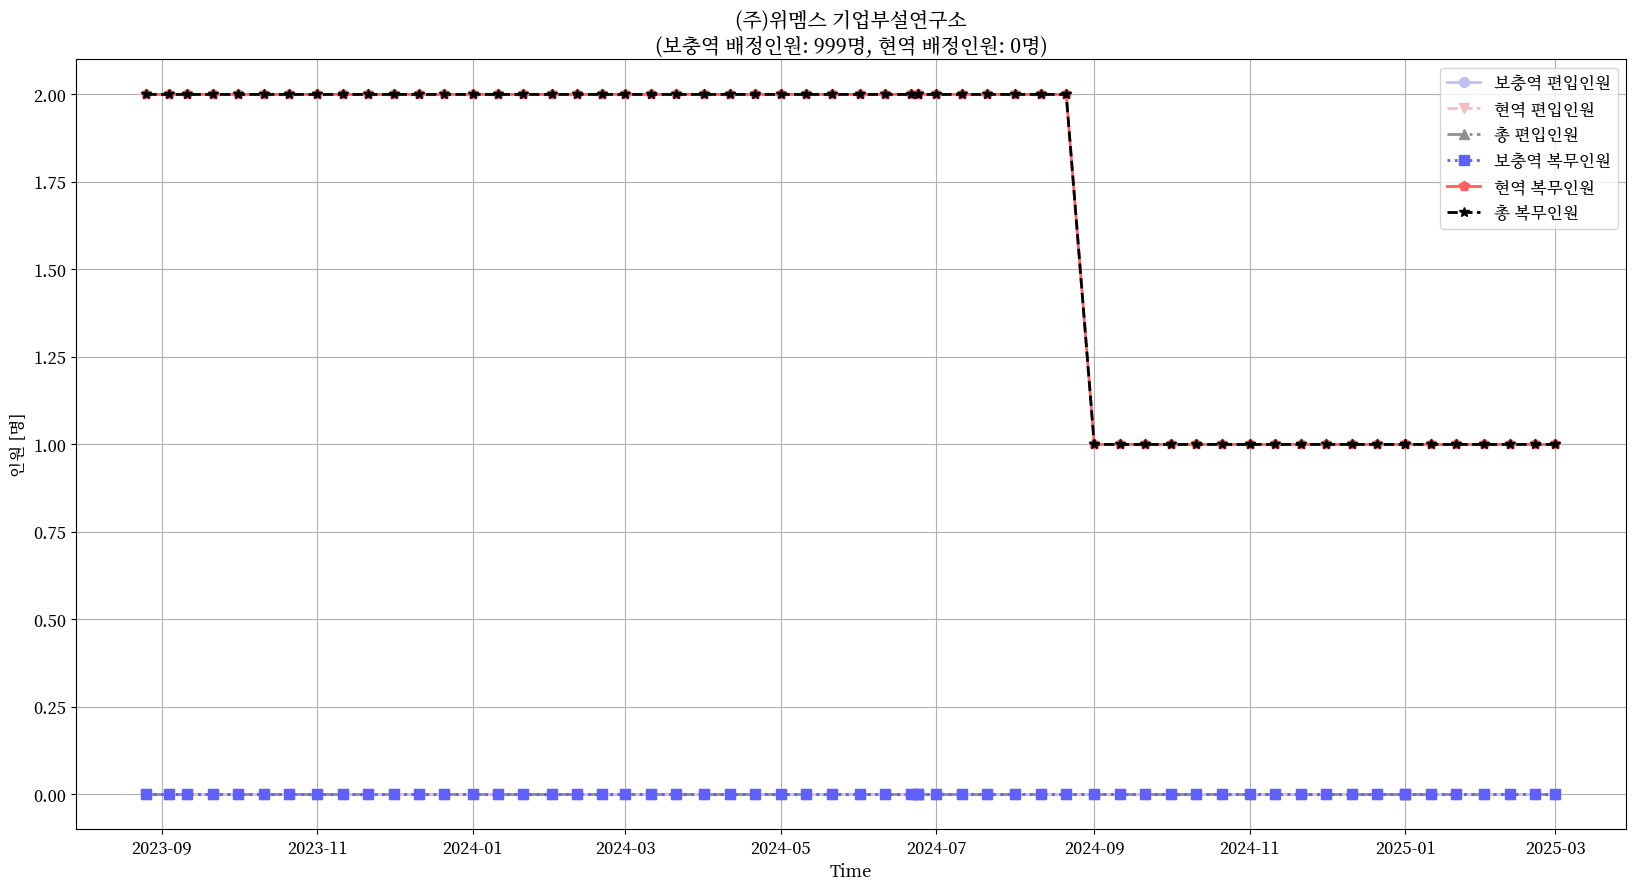 (주)위멤스 기업부설연구소
(보충역 배정인원: 999명, 현역 배정인원: 0명)
보충역 편입인원
현역 편입인원
총 편입인원
보충역 복무인원
현역 복무인원
총 복무인원
인원 [명]
2.00
1.75
1.50
1.25
1.00
0.75
0.50
0.25
0.00
2023-09 2023-11 2024-01 2024-03 2024-05 2024-07 2024-09 2024-11 2025-01 2025-03
Time